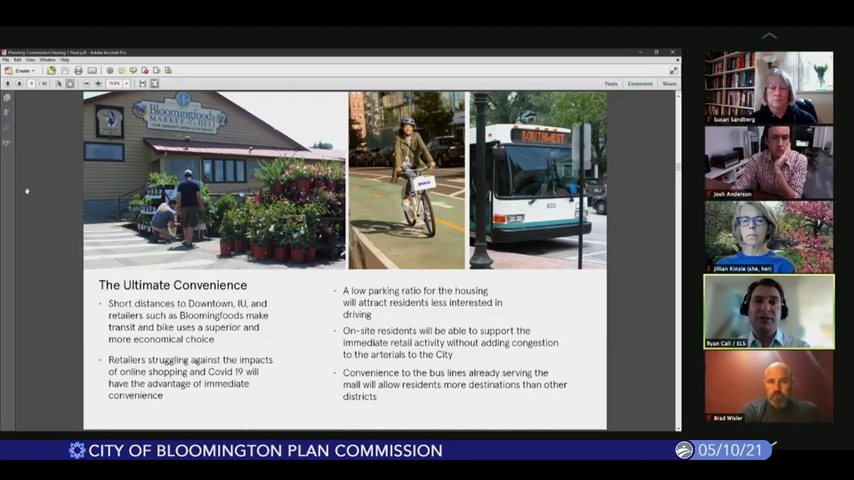 Planning Commission Hearing 1 Final.pdf - Adobe Acrobat Pro
File Edit View Window Help
Create
Tools Comment Share
Bloomingfoods
MARKET and DELI
SOUTHWEST
633
The Ultimate Convenience
· Short distances to Downtown, IU, and
retailers such as Bloomingfoods make
transit and bike uses a superior and
more economical choice
· Retailers struggling against the impacts
of online shopping and Covid 19 will
have the advantage of immediate
convenience
· A low parking ratio for the housing
will attract residents less interested in
driving
· On-site residents will be able to support the
immediate retail activity without adding congestion
to the arterials to the City
· Convenience to the bus lines already serving the
mall will allow residents more destinations than other
districts
Susan Sandberg
Josh Anderson
Jillian Kinzie (she, her)
Ryan Call / ELS
Brad Wisler
CITY OF BLOOMINGTON PLAN COMMISSION
05/10/21